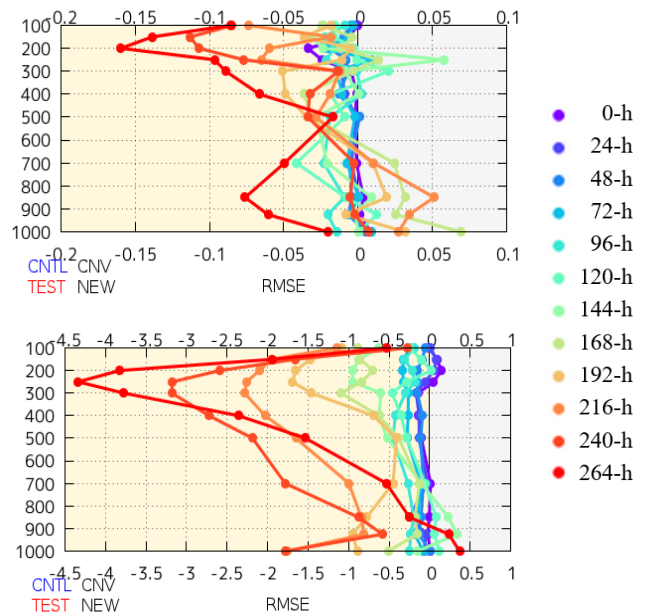 -0.2 -0.15 -0.1 -0.05 0 0.05 0.1
100
200
300
400
500
600
700
800
900
1000
-0.2 -0.15 -0.1 -0.05 0 0.05 0.1
CNTL CNV
TEST NEW RMSE
-4.5 -4 -3.5 -3 -2.5 -2 -1.5 -1 -0.5 0 0.5 1
100
200
300
400
500
600
700
800
900
1000
-4.5 -4 -3.5 -3 -2.5 -2 -1.5 -1 -0.5 0 0.5 1
CNTL CNV
TEST NEW RMSE
0-h
24-h
48-h
72-h
96-h
120-h
144-h
168-h
192-h
216-h
240-h
264-h